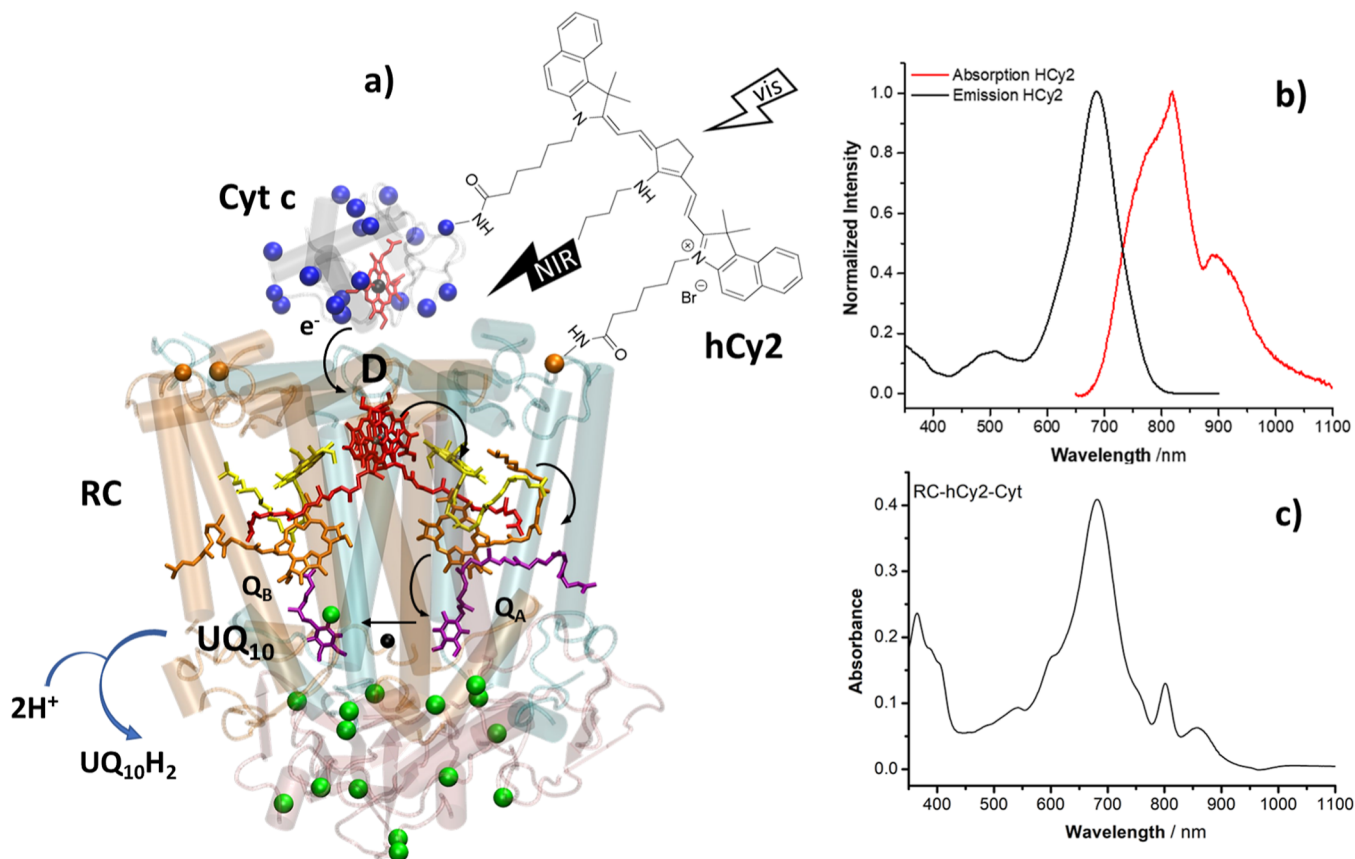 a)
vis
N
O
NH
NH
Cyt c
NIR
N
⊕
Br⁻
HN
O
hCy2
e-
D
RC
QB
QA
UQ10
2H+
UQ10H2
b)
Absorption HCy2
Emission HCy2
Normalized Intensity
1.0
0.8
0.6
0.4
0.2
0.0
400 500 600 700 800 900 1000 1100
Wavelength /nm
RC-hCy2-Cyt
c)
Absorbance
0.4
0.3
0.2
0.1
0.0
400 500 600 700 800 900 1000 1100
Wavelength / nm